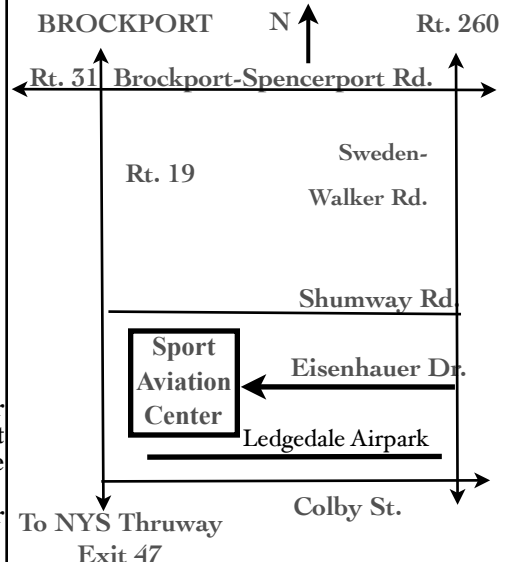 BROCKPORT N Rt. 260
Rt. 31 Brockport-Spencerport Rd.
Sweden-
Walker Rd.
Rt. 19
Shumway Rd.
Sport
Aviation
Center
Eisenhauer Dr.
Ledgedale Airpark
Colby St.
To NYS Thruway
Exit 47